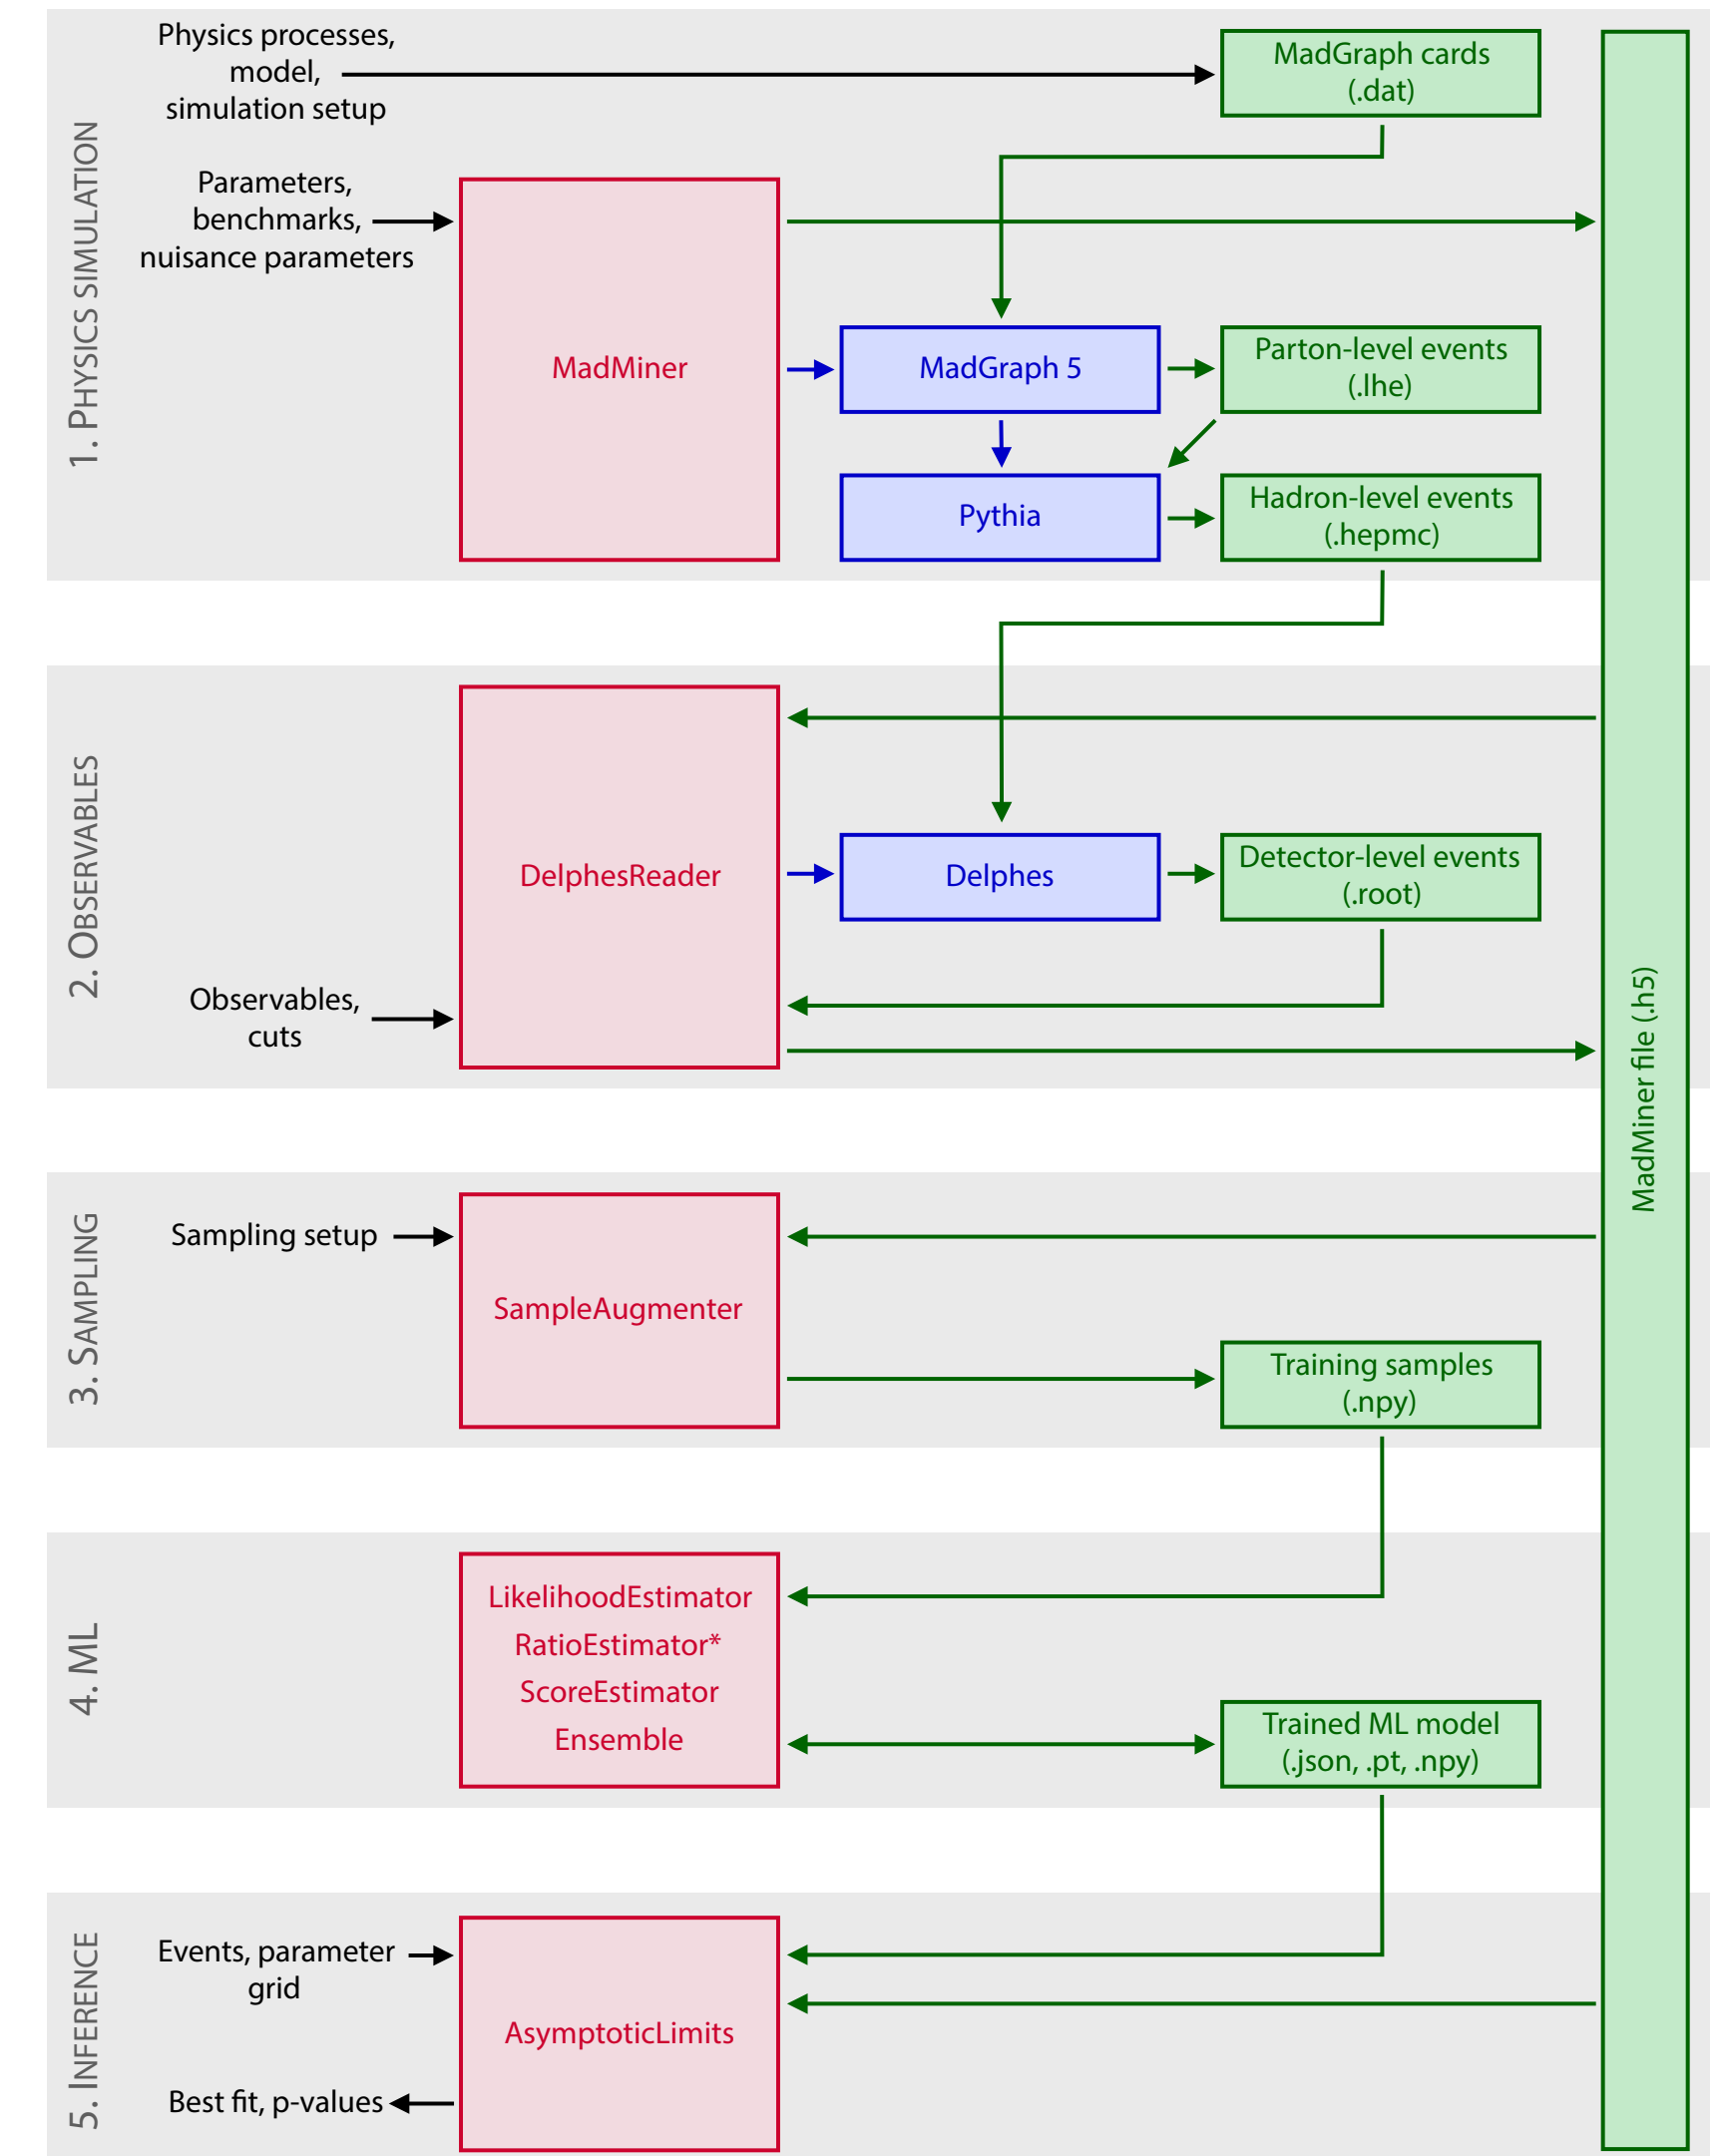 1. PHYSICS SIMULATION
Physics processes,
model,
simulation setup
MadGraph cards
(.dat)
Parameters,
benchmarks,
nuisance parameters
MadMiner
MadGraph 5
Parton-level events
(.lhe)
Pythia
Hadron-level events
(.hepmc)
2. OBSERVABLES
DelphesReader
Delphes
Detector-level events
(.root)
Observables,
cuts
MadMiner file (.h5)
3. SAMPLING
Sampling setup
SampleAugmenter
Training samples
(.npy)
4. ML
LikelihoodEstimator
RatioEstimator*
ScoreEstimator
Ensemble
Trained ML model
(.json, .pt, .npy)
5. INFERENCE
Events, parameter
grid
AsymptoticLimits
Best fit, p-values